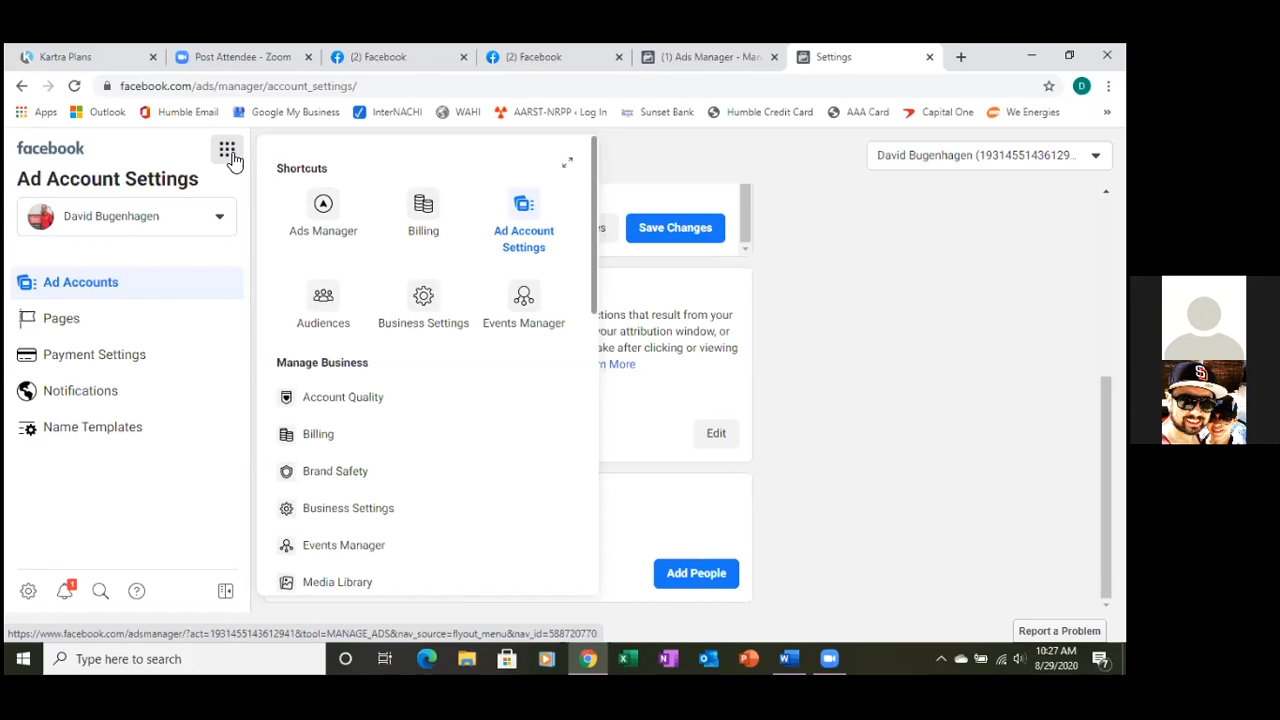 Kartra Plans
Post Attendee - Zoom
(2) Facebook
(2) Facebook
(1) Ads Manager - Man
Settings
facebook.com/ads/manager/account_settings/
D
Apps
Outlook
Humble Email
Google My Business
InterNACHI
WAHI
AARST-NRPP ‹ Log In
Sunset Bank
Humble Credit Card
AAA Card
Capital One
We Energies
»
facebook
Ad Account Settings
David Bugenhagen
Ad Accounts
Pages
Payment Settings
Notifications
Name Templates
1
Shortcuts
Ads Manager
Billing
Ad Account
Settings
Audiences
Business Settings
Events Manager
Manage Business
Account Quality
Billing
Brand Safety
Business Settings
Events Manager
Media Library
David Bugenhagen (19314551436129...
Save Changes
ctions that result from your
your attribution window, or
ake after clicking or viewing
rn More
Edit
Add People
https://www.facebook.com/adsmanager/?act=1931455143612941&tool=MANAGE_ADS&nav_source=flyout_menu&nav_id=588720770
Report a Problem
Type here to search
10:27 AM
8/29/2020
7